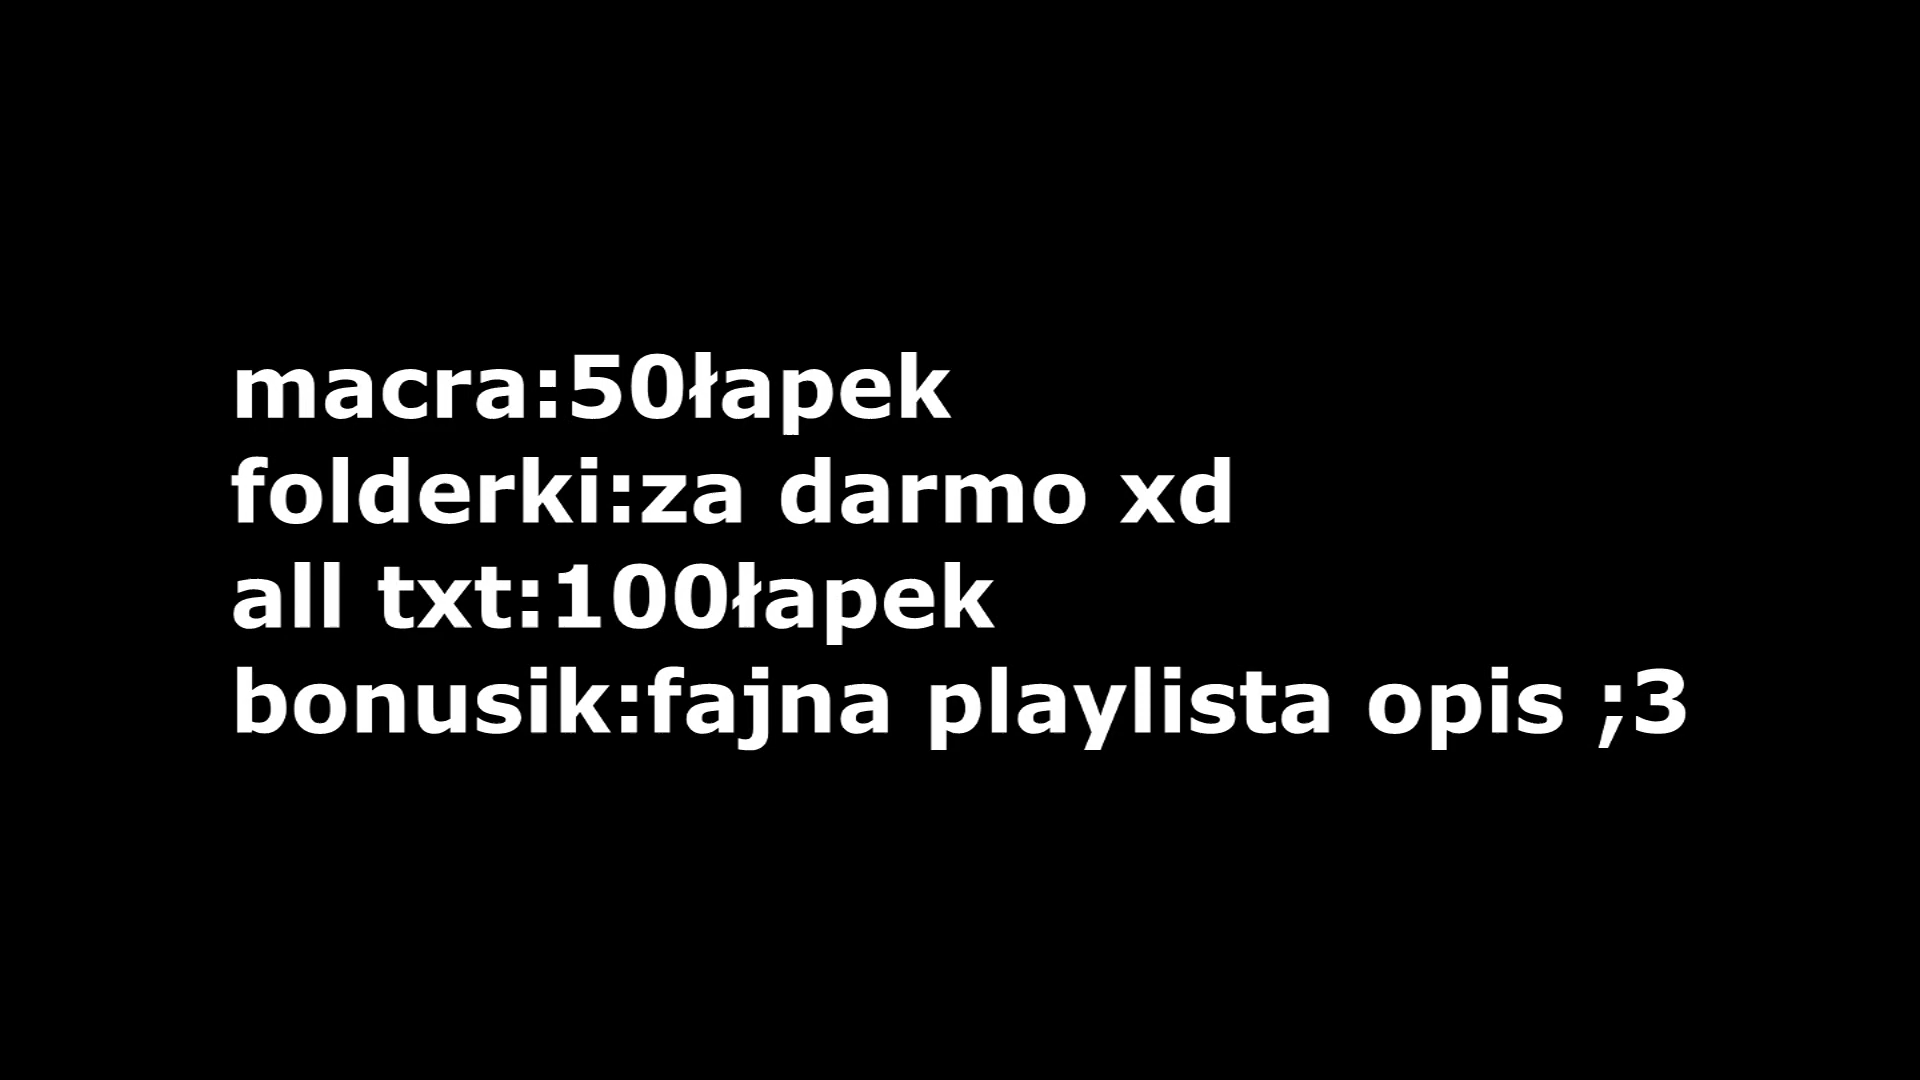 macra:50łapek
folderki:za darmo xd
all txt:100łapek
bonusik:fajna playlista opis ;3